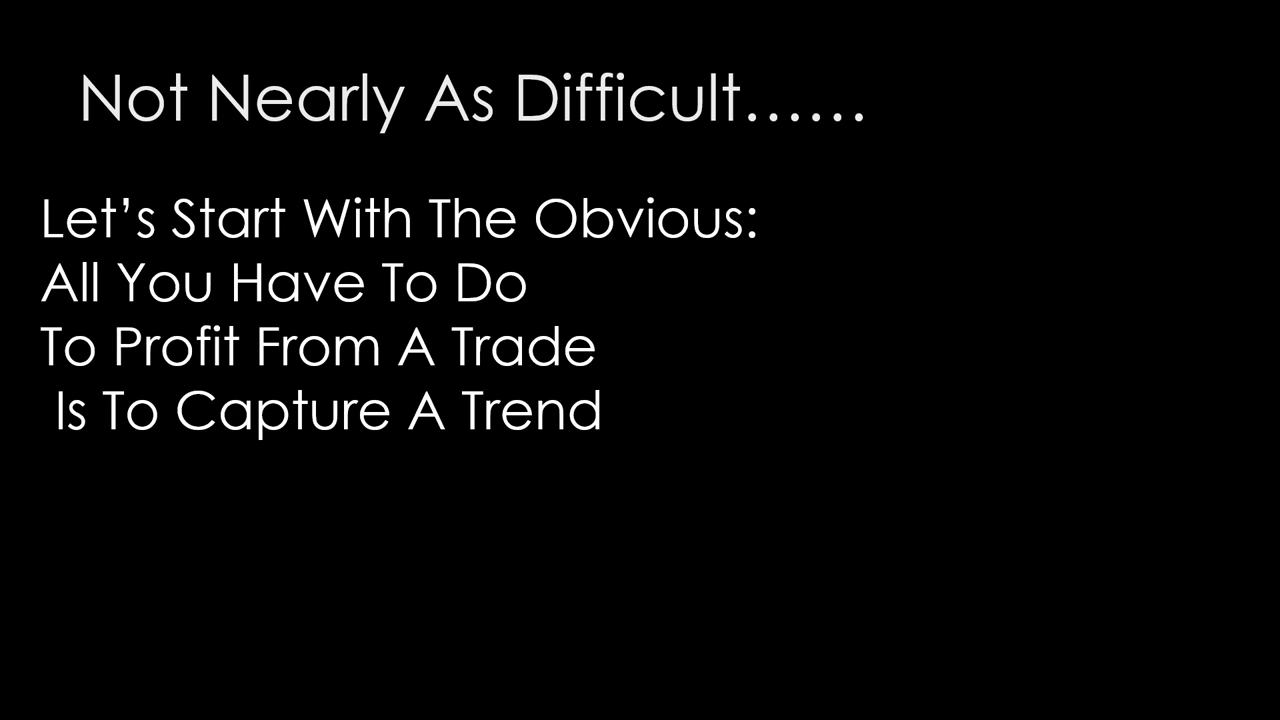 Not Nearly As Difficult……
Let’s Start With The Obvious:
All You Have To Do
To Profit From A Trade
Is To Capture A Trend